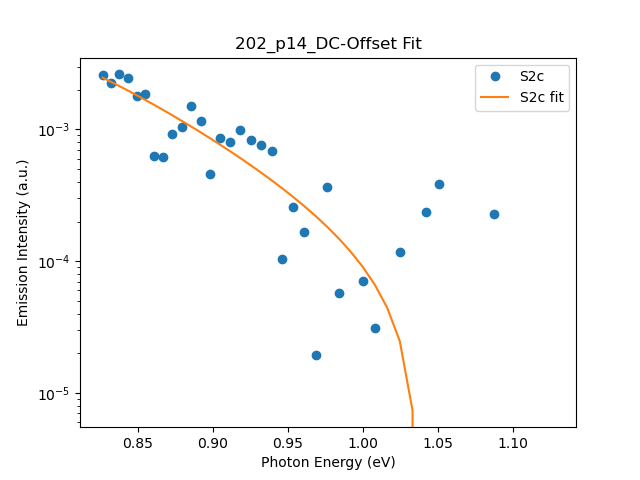 202_p14_DC-Offset Fit
S2c
S2c fit
Emission Intensity (a.u.)
10⁻³
10⁻⁴
10⁻⁵
0.85 0.90 0.95 1.00 1.05 1.10
Photon Energy (eV)